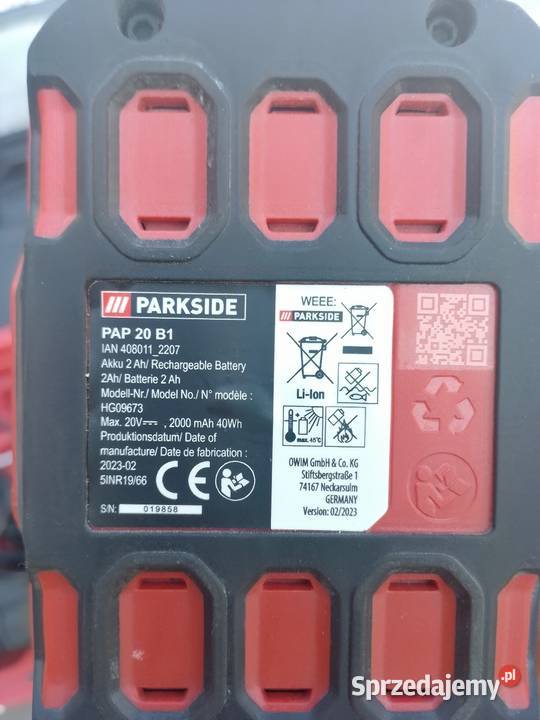 PARKSIDE
PAP 20 B1
IAN 408011_2207
Akku 2 Ah/ Rechargeable Battery
2Ah/ Batterie 2 Ah
Modell-Nr./ Model No./ N° modèle :
HG09673
Max. 20V⎓ , 2000 mAh 40Wh
Produktionsdatum/ Date of
manufacture/ Date de fabrication :
2023-02
5INR19/66
CE
S/N: 019858
WEEE:
PARKSIDE
Li-Ion
max. 45°C
OWIM GmbH & Co. KG
Stiftsbergstraße 1
74167 Neckarsulm
GERMANY
Version: 02/2023
Sprzedajemy.pl